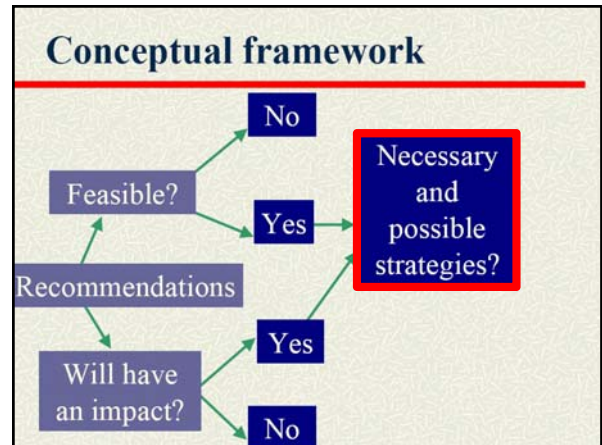 Conceptual framework
No
Feasible?
Yes
Necessary
and
possible
strategies?
Recommendations
Yes
Will have
an impact?
No